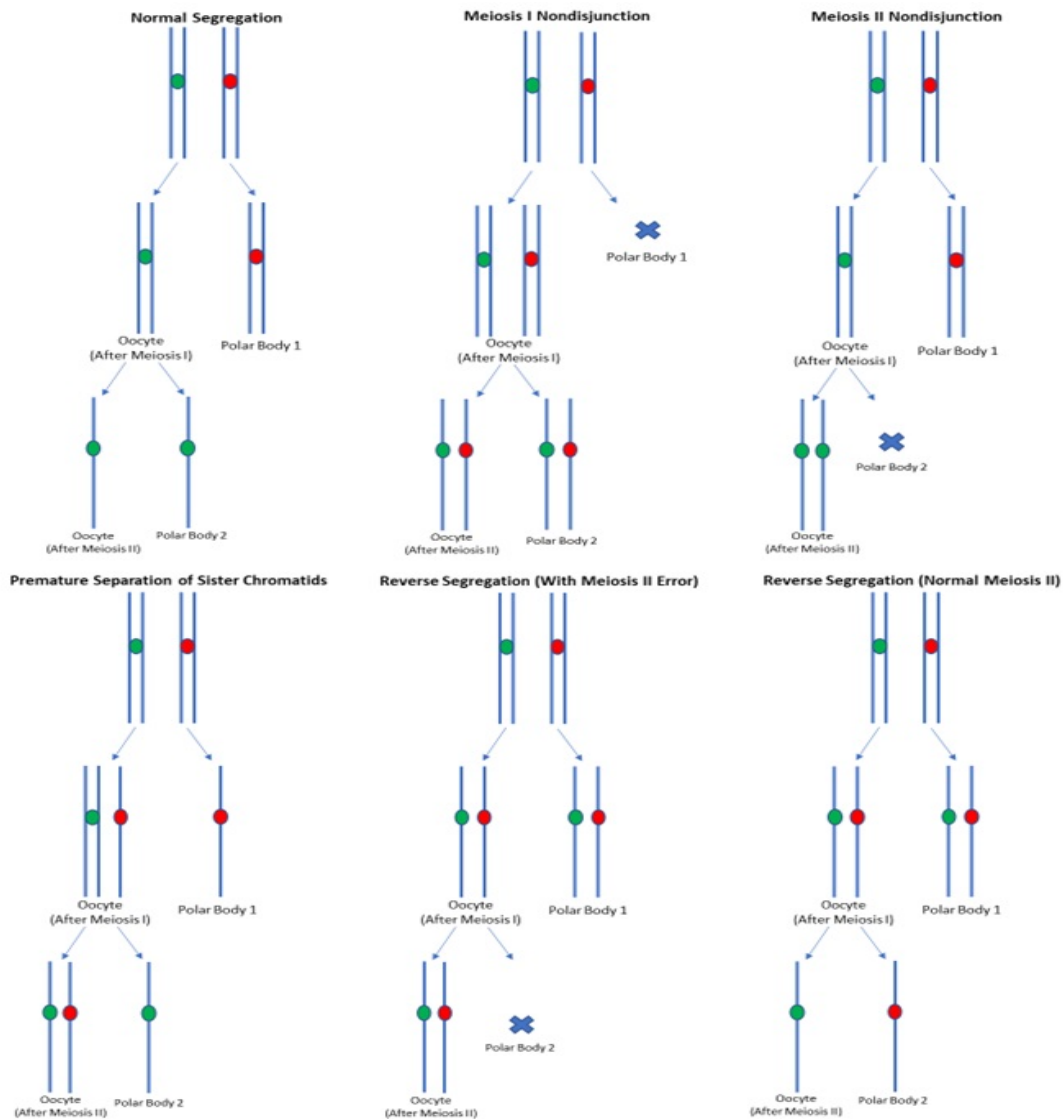 Normal Segregation
Oocyte
(After Meiosis I)
Polar Body 1
Oocyte
(After Meiosis II)
Polar Body 2
Meiosis I Nondisjunction
Polar Body 1
Oocyte
(After Meiosis I)
Oocyte
(After Meiosis II)
Polar Body 2
Meiosis II Nondisjunction
Oocyte
(After Meiosis I)
Polar Body 1
Polar Body 2
Oocyte
(After Meiosis II)
Premature Separation of Sister Chromatids
Oocyte
(After Meiosis I)
Polar Body 1
Oocyte
(After Meiosis II)
Polar Body 2
Reverse Segregation (With Meiosis II Error)
Oocyte
(After Meiosis I)
Polar Body 1
Polar Body 2
Oocyte
(After Meiosis II)
Reverse Segregation (Normal Meiosis II)
Oocyte
(After Meiosis I)
Polar Body 1
Oocyte
(After Meiosis II)
Polar Body 2